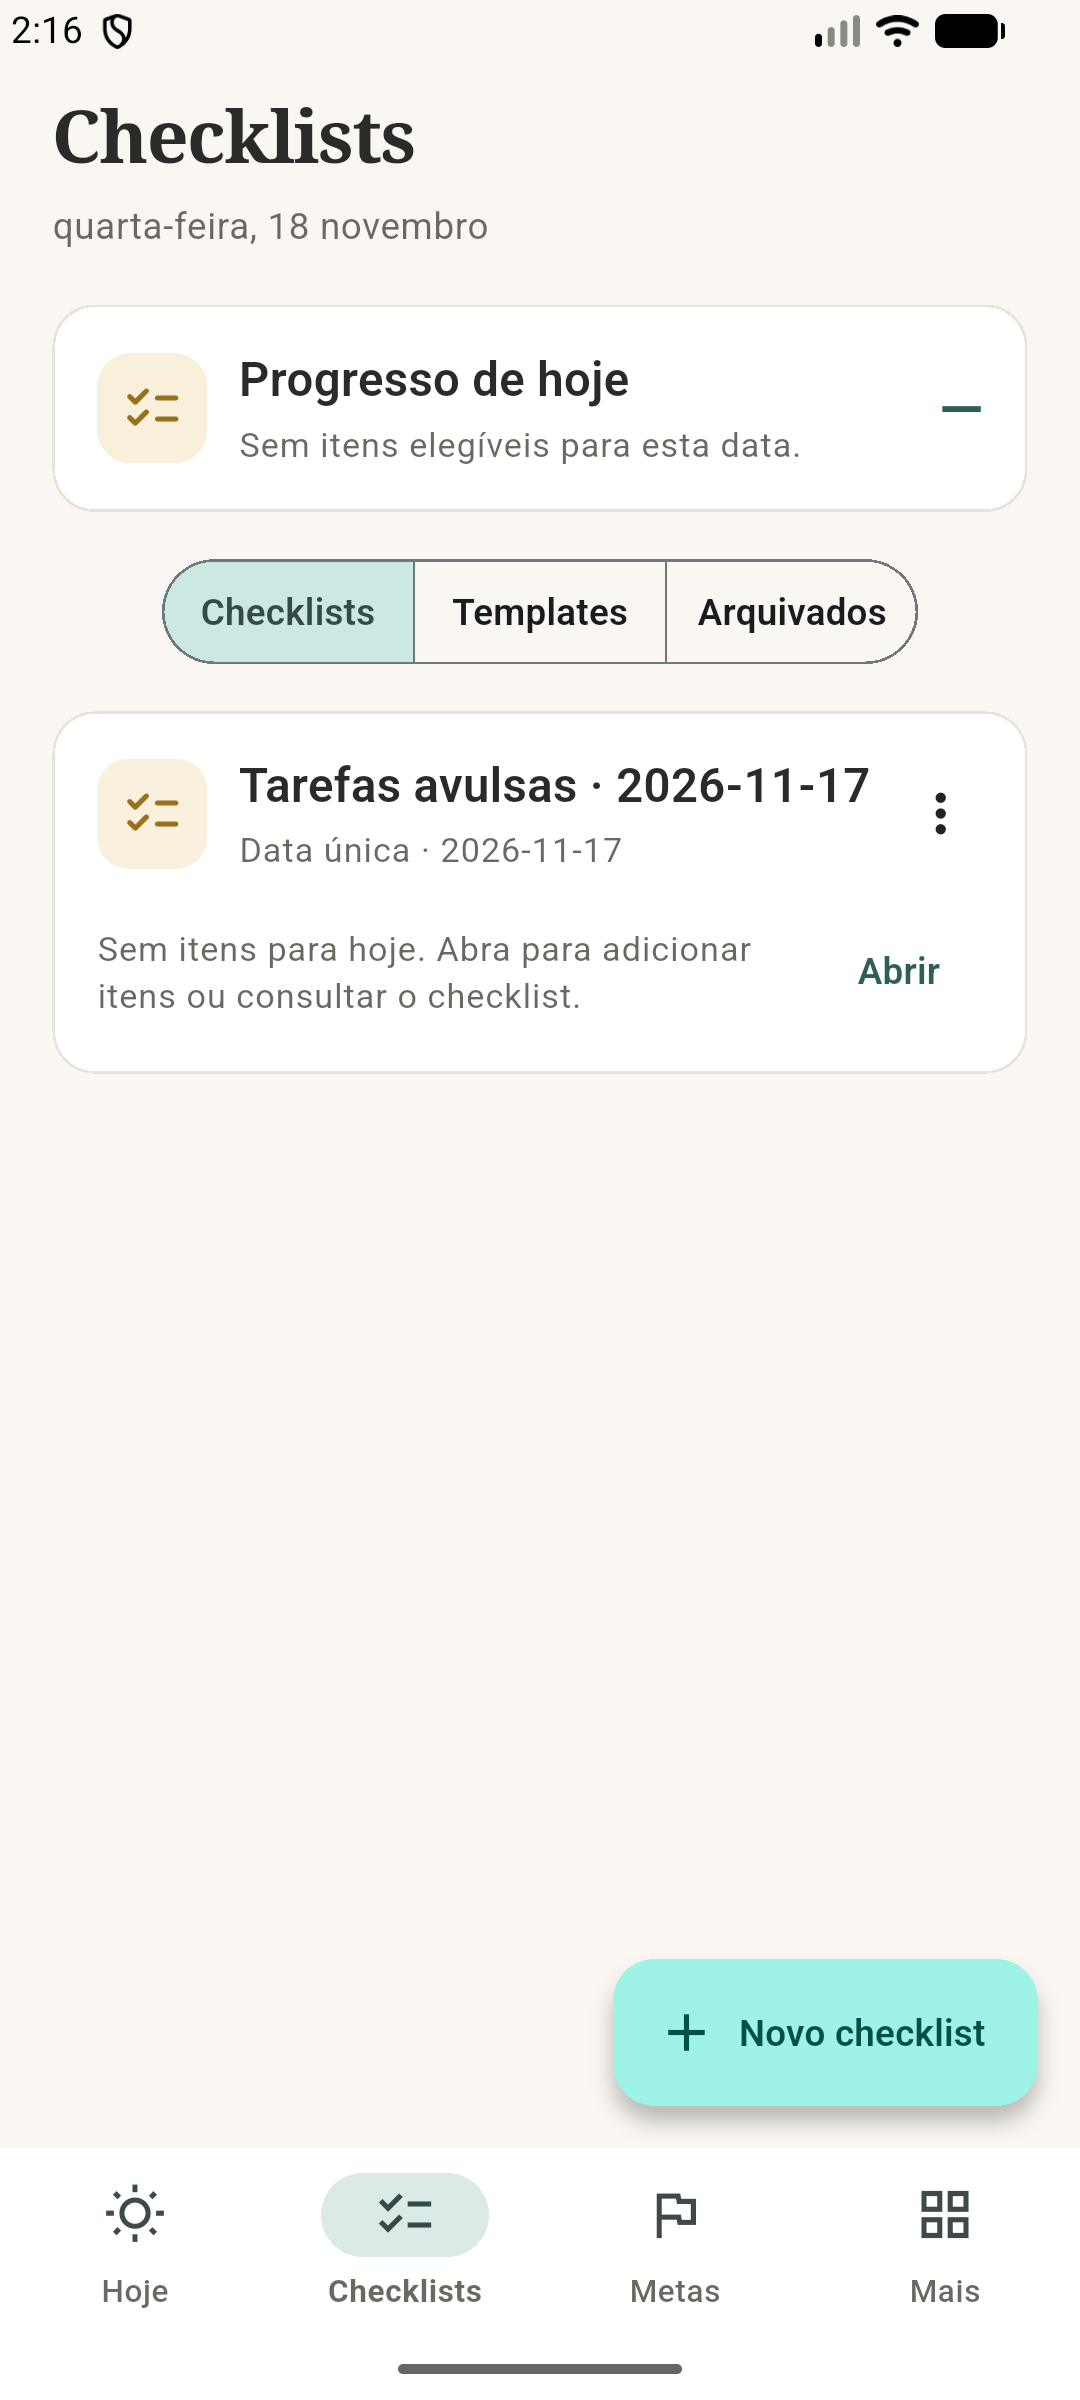 2:16
Checklists
quarta-feira, 18 novembro
Progresso de hoje
Sem itens elegíveis para esta data.
—
Checklists
Templates
Arquivados
Tarefas avulsas · 2026-11-17
Data única · 2026-11-17
Sem itens para hoje. Abra para adicionar
itens ou consultar o checklist.
Abrir
Novo checklist
Hoje
Checklists
Metas
Mais